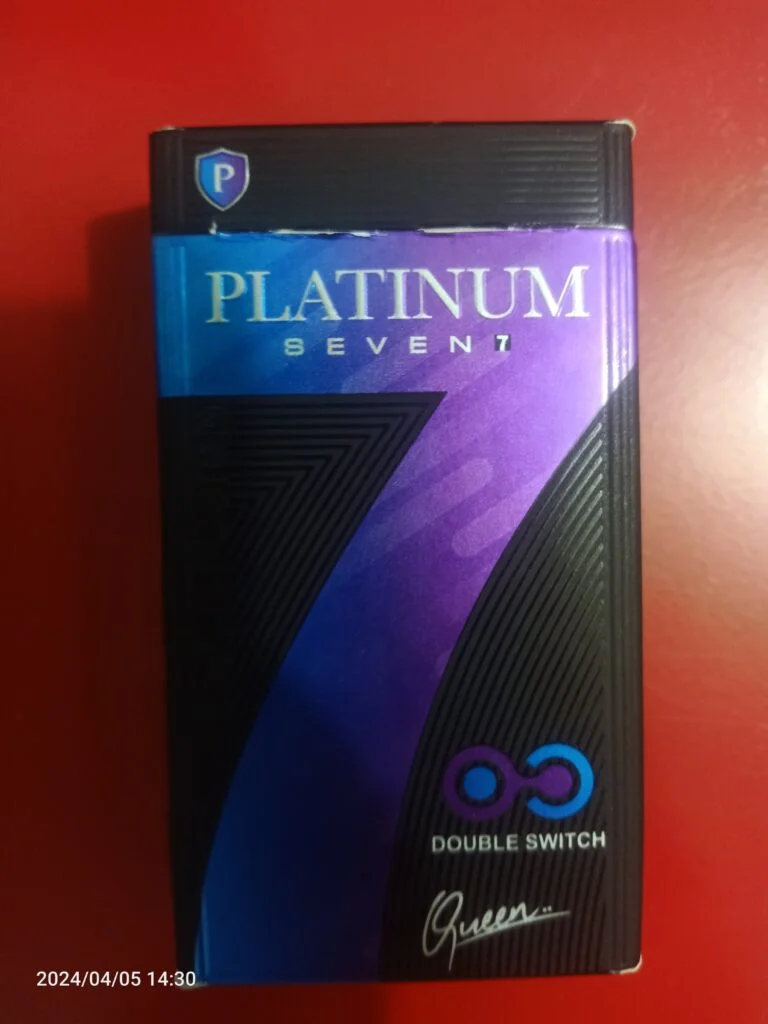 P
PLATINUM
SEVEN 7
DOUBLE SWITCH
Queen..
2024/04/05 14:30